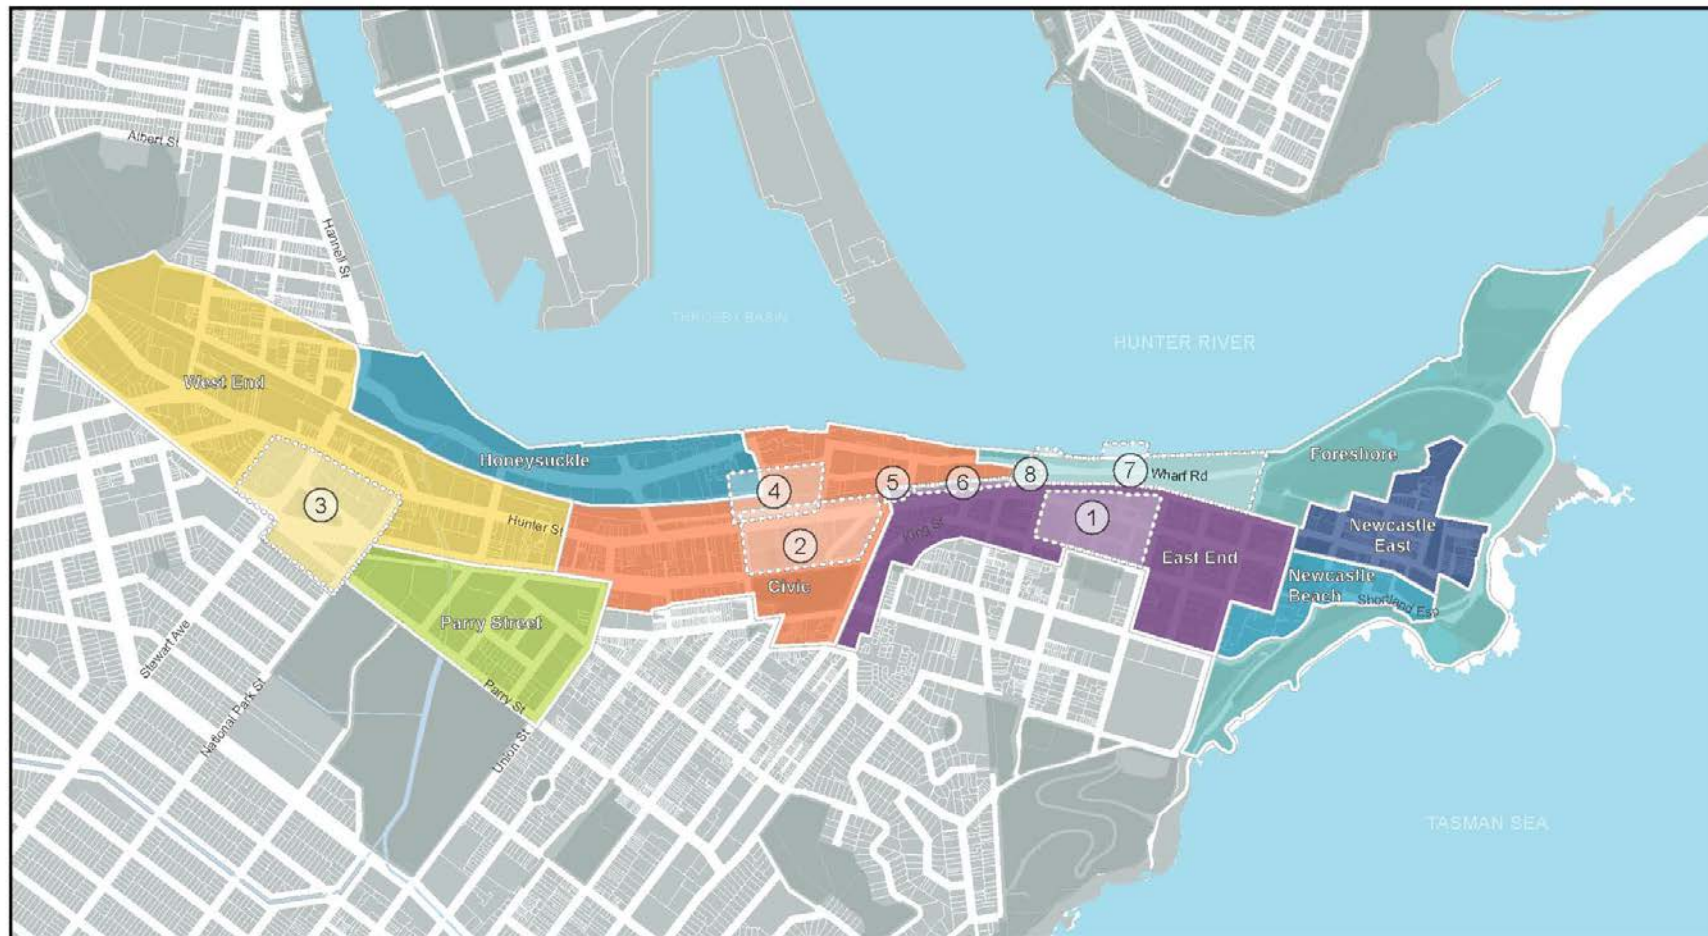 Albert St
Hannell St
THROSBY BASIN
HUNTER RIVER
West End
Honeysuckle
Foreshore
3
4
5
6
8
7
Wharf Rd
1
2
Hunter St
King St
Newcastle
East
East End
Civic
Newcastle
Beach
Shortland Esp
Parry Street
Stewart Ave
National Park St
Parry St
Union St
TASMAN SEA